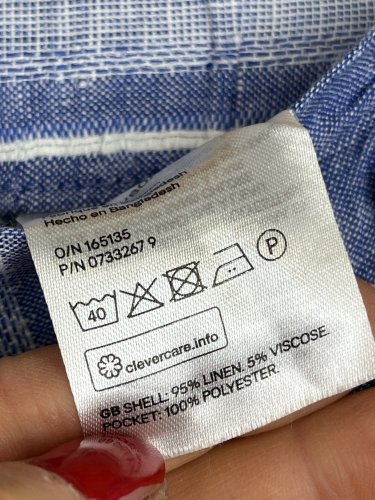 Hecho en Bangladesh
O/N 165135
P/N 0733267 9
40
P
clevercare.info
GB SHELL: 95% LINEN. 5% VISCOSE.
POCKET: 100% POLYESTER.